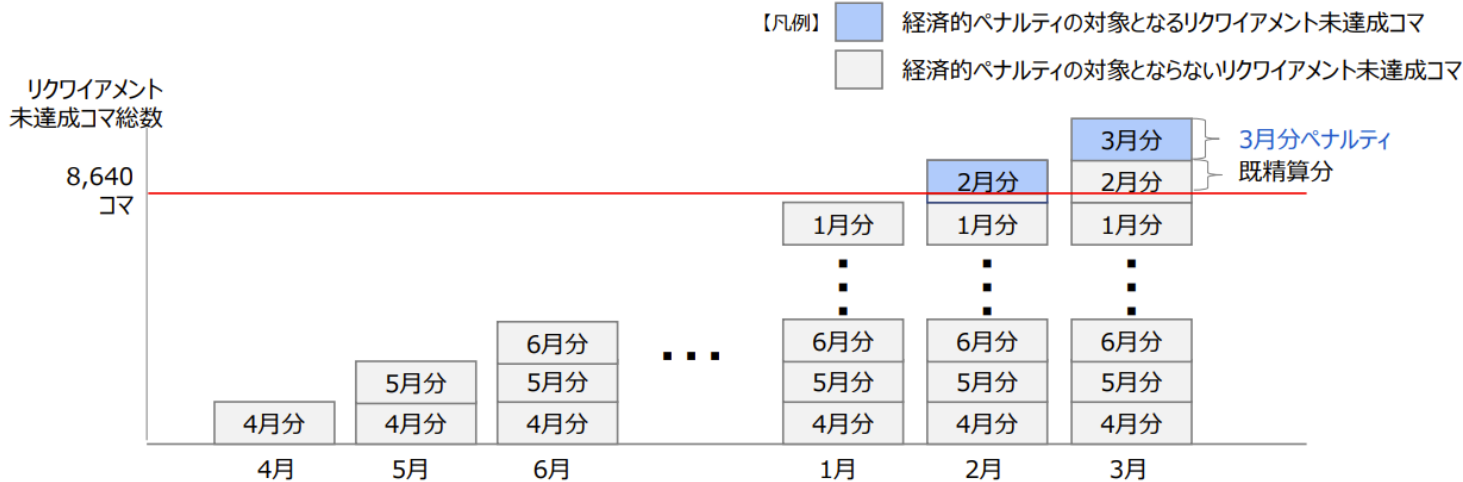 【凡例】
経済的ペナルティの対象となるリクワイアメント未達成コマ
経済的ペナルティの対象とならないリクワイアメント未達成コマ
リクワイアメント
未達成コマ総数
8,640
コマ
3月分
3月分ペナルティ
2月分
2月分
既精算分
1月分
1月分
1月分
6月分
6月分
6月分
6月分
5月分
5月分
5月分
5月分
5月分
4月分
4月分
4月分
4月分
4月分
4月分
4月
5月
6月
1月
2月
3月